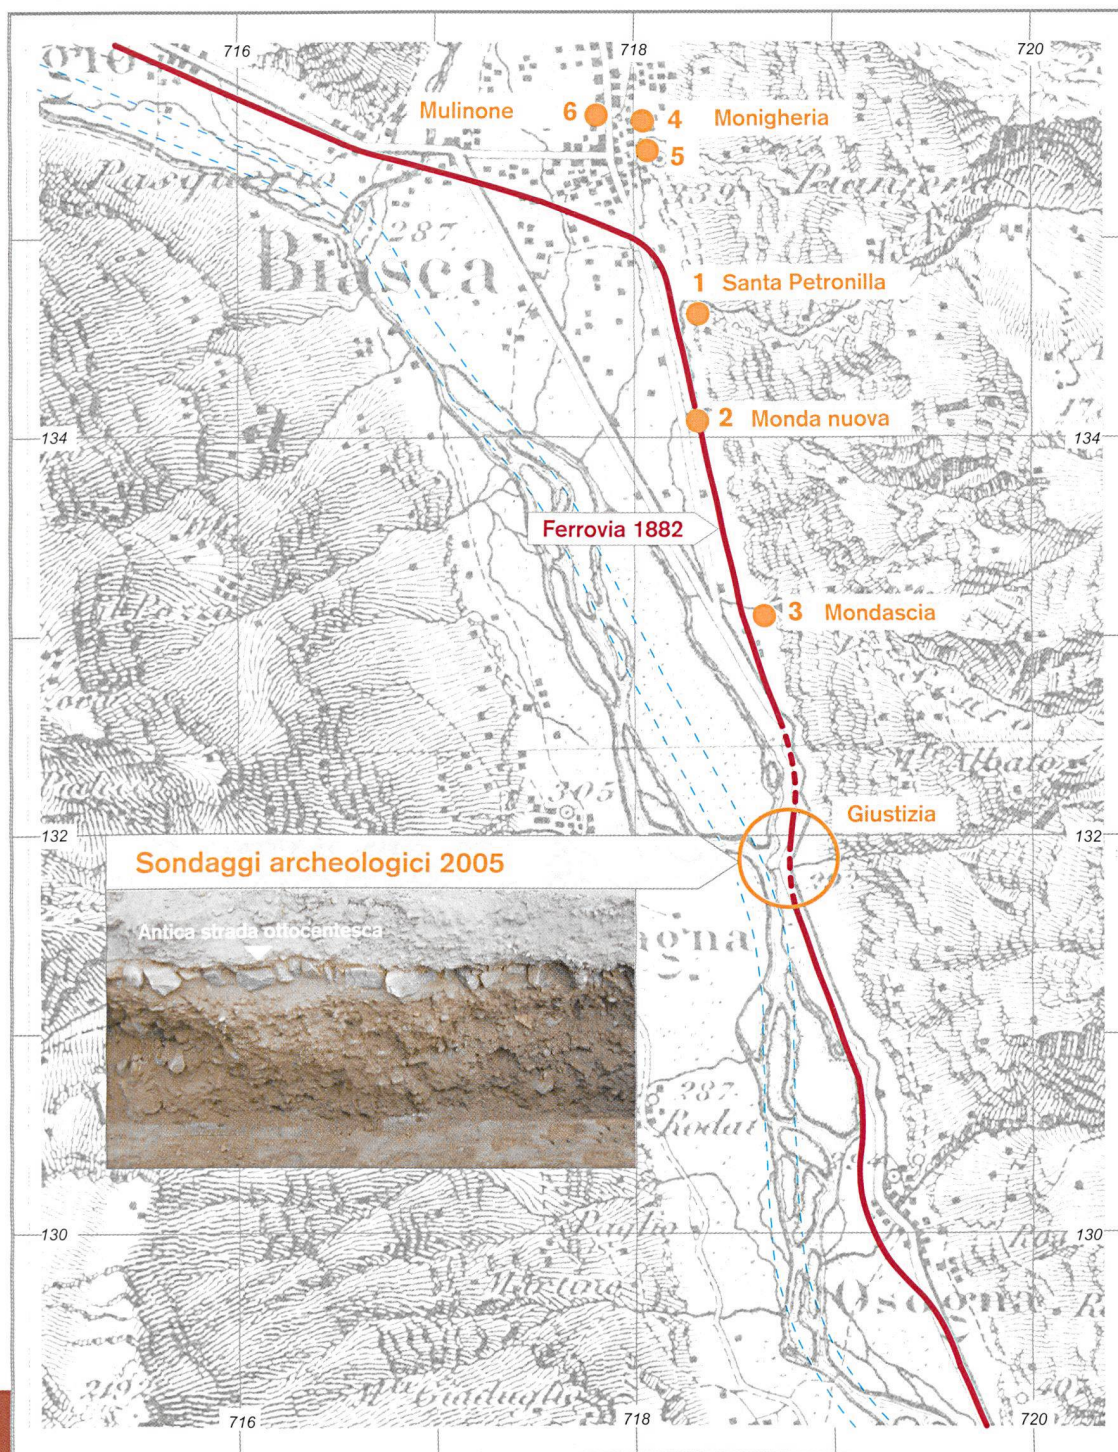 716
718
720
Mulinone
6
4
Monigheria
5
287
Biasca
1 Santa Petronilla
2 Monda nuova
134
134
Ferrovia 1882
3 Mondascia
305
Giustizia
132
132
Sondaggi archeologici 2005
Antica strada ottocentesca
287
130
130
Osogna
716
718
720